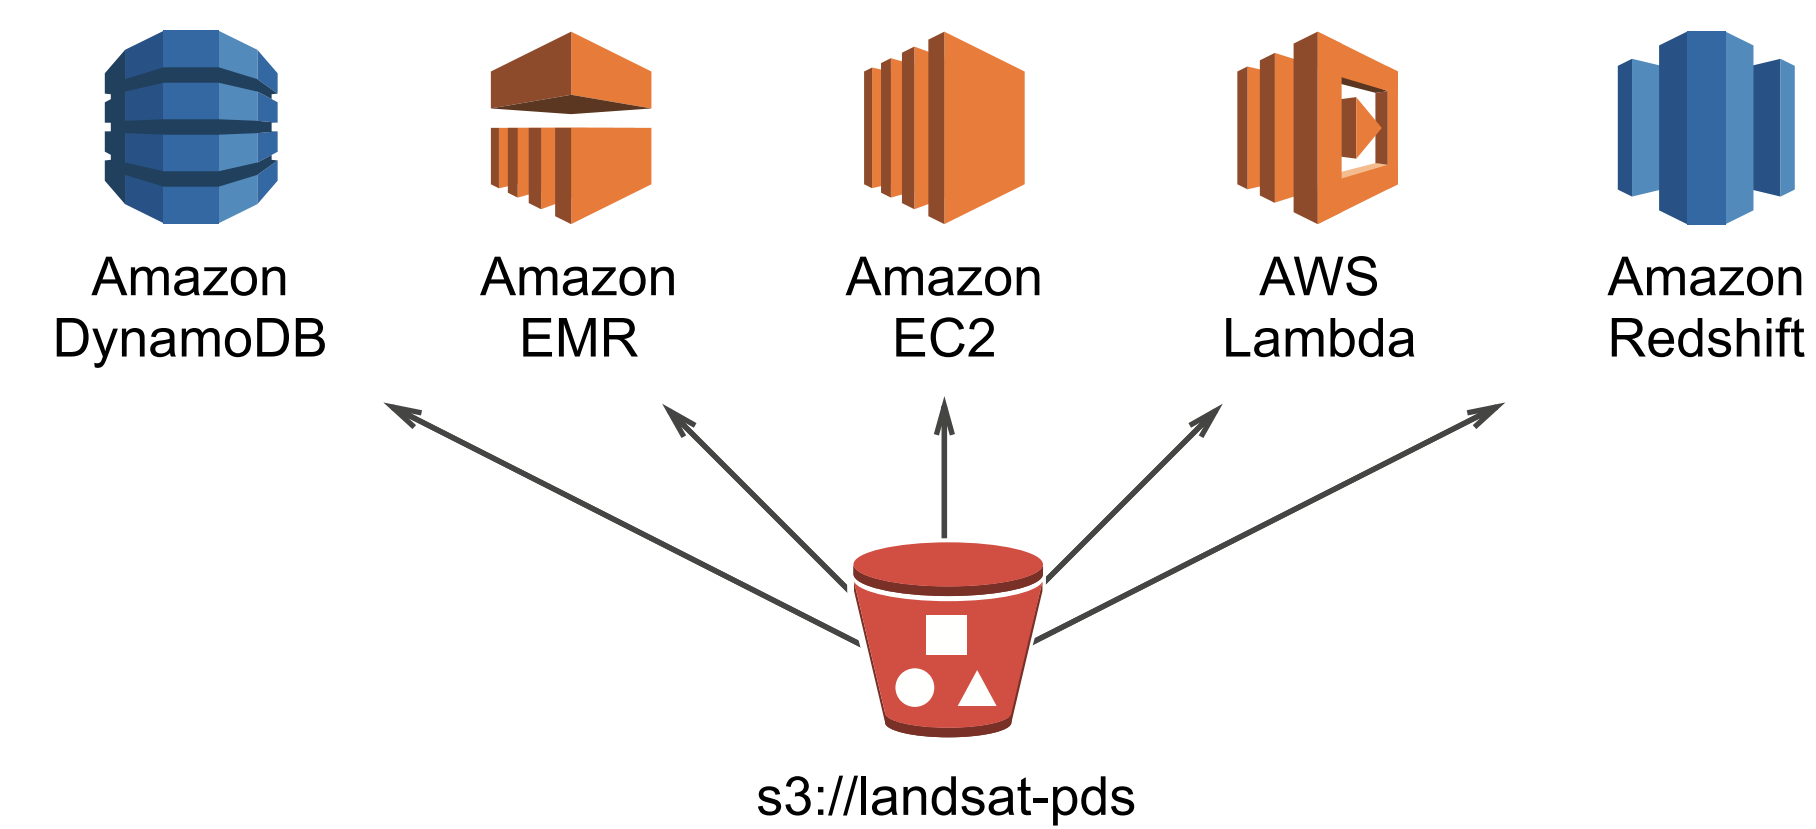 Amazon
DynamoDB
Amazon
EMR
Amazon
EC2
AWS
Lambda
Amazon
Redshift
s3://landsat-pds